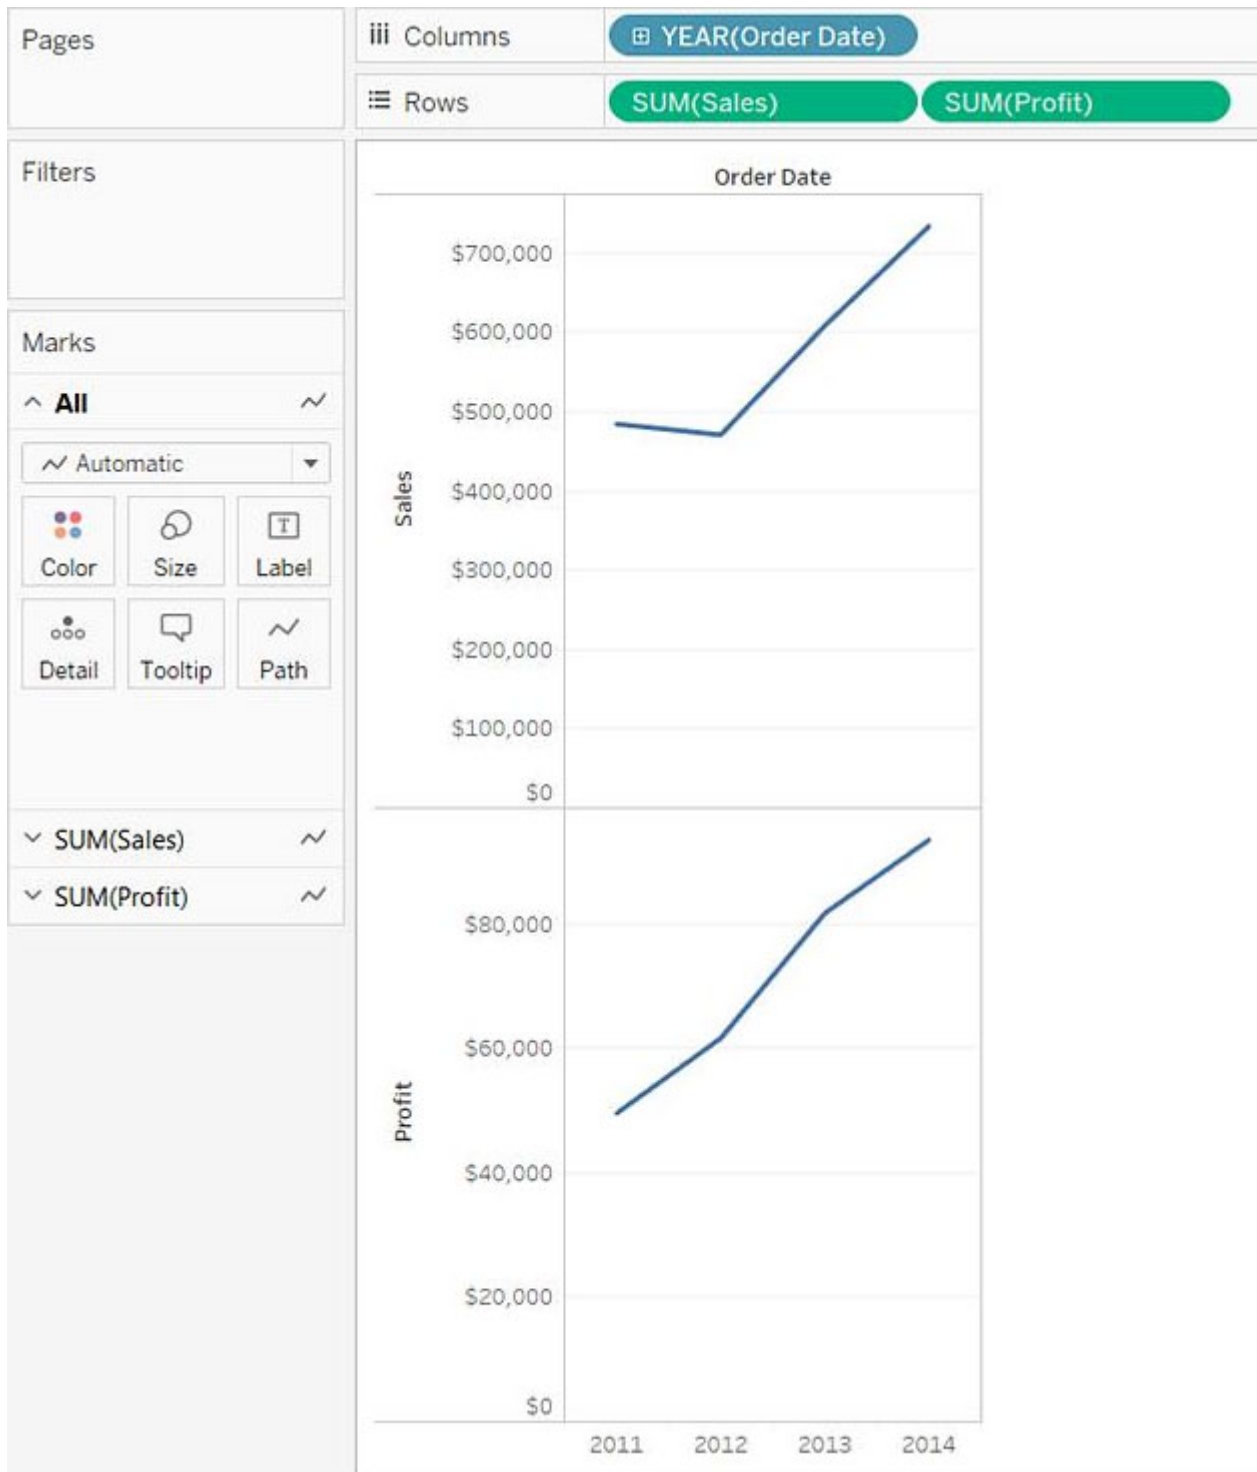 Pages
Columns
YEAR(Order Date)
Rows
SUM(Sales)
SUM(Profit)
Filters
Marks
All
Automatic
Color
Size
Label
Detail
Tooltip
Path
SUM(Sales)
SUM(Profit)
Order Date
Sales
$700,000
$600,000
$500,000
$400,000
$300,000
$200,000
$100,000
$0
Profit
$80,000
$60,000
$40,000
$20,000
$0
2011 2012 2013 2014